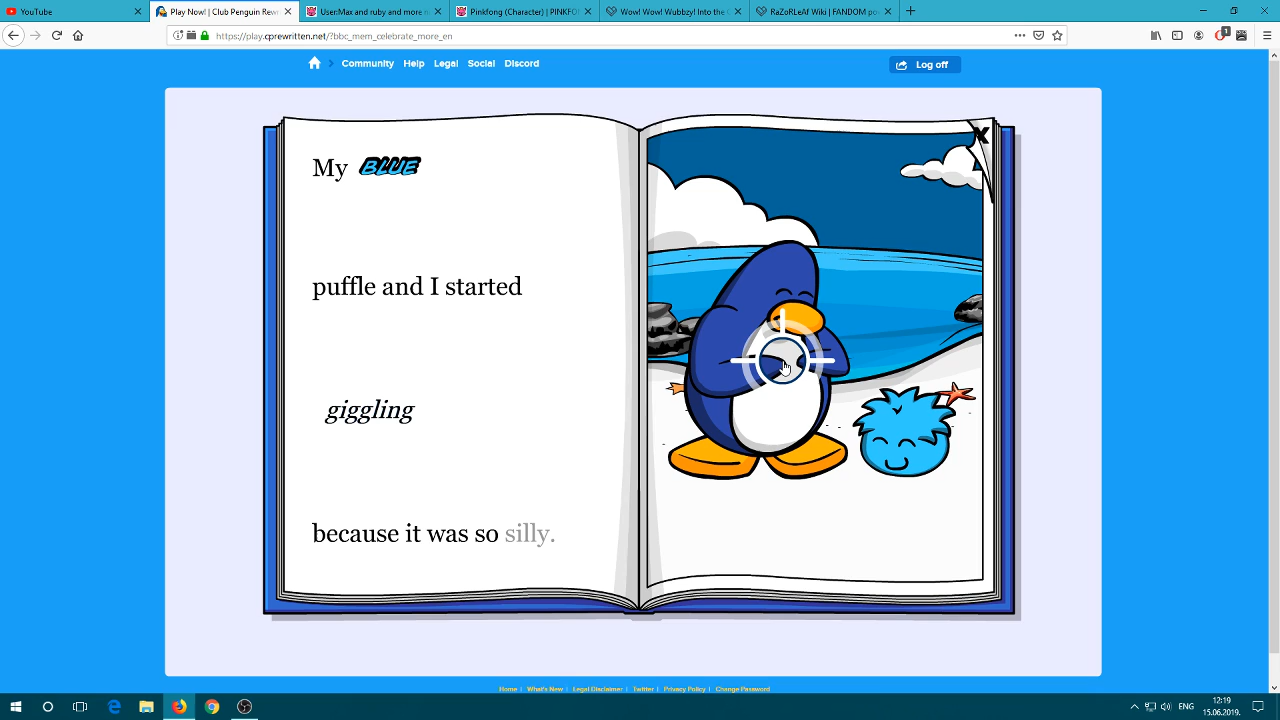 YouTube
Play Now! | Club Penguin Rewr
User:Max and ruby and more n
Pinkfong (Character) | PINKFO
Wow! Wow! Wubbzy! Into the
RaZoRLeAf Wiki | FANDOM po
https://play.cprewritten.net/?bbc_mem_celebrate_more_en
1
Community Help Legal Social Discord
Log off
X
My BLUE
puffle and I started
giggling
because it was so silly.
Home | What's New | Legal Disclaimer | Twitter | Privacy Policy | Change Password
ENG
12:19
15.06.2019.